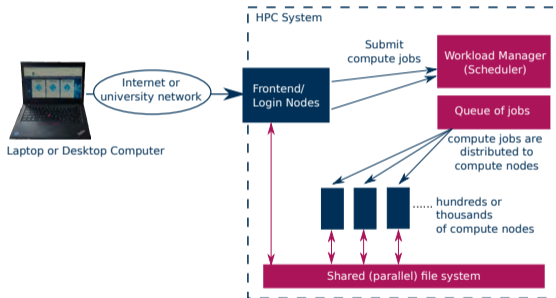 HPC System
Submit
compute jobs
Workload Manager
(Scheduler)
Internet or
university network
Frontend/
Login Nodes
Queue of jobs
Laptop or Desktop Computer
compute jobs are
distributed to
compute nodes
...... hundreds or
thousands
of compute nodes
Shared (parallel) file system